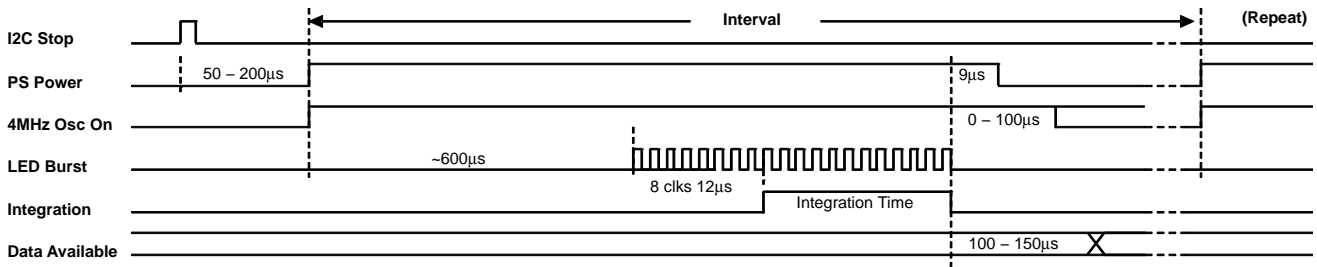 Interval
(Repeat)
I2C Stop
50 – 200μs
9μs
PS Power
4MHz Osc On
0 – 100μs
~600μs
LED Burst
8 clks 12μs
Integration
Integration Time
100 – 150μs
Data Available